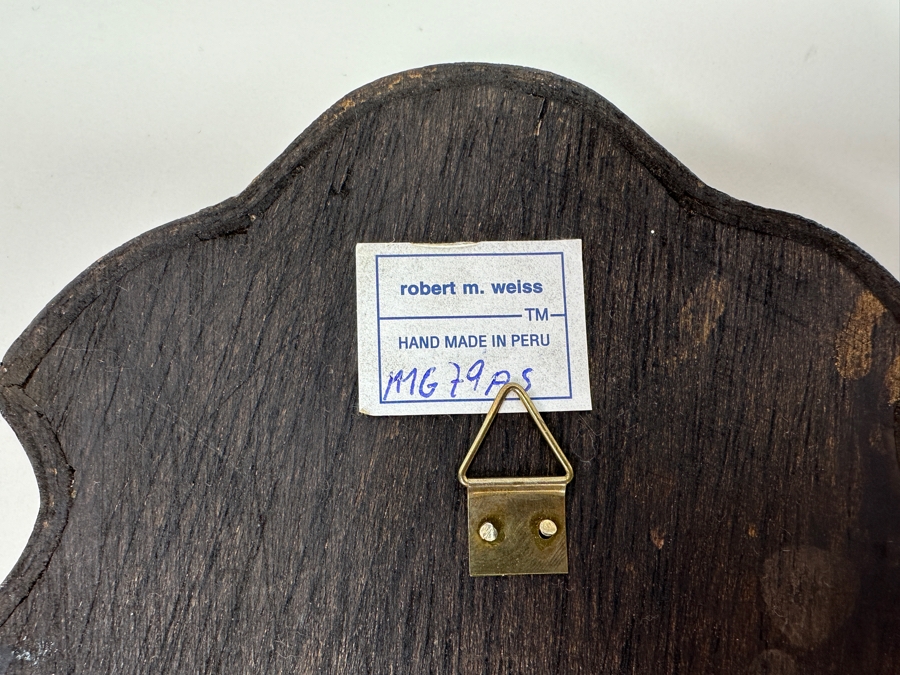 robert m. weiss
TM
HAND MADE IN PERU
MG79AS